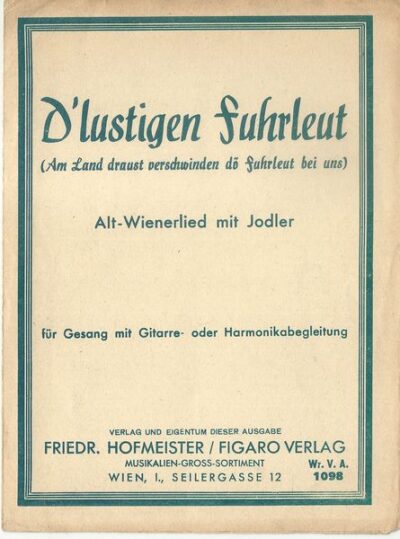 D'lustigen Fuhrleut
(Am Land draust verschwinden dö Fuhrleut bei uns)
Alt-Wienerlied mit Jodler
für Gesang mit Gitarre- oder Harmonikabegleitung
VERLAG UND EIGENTUM DIESER AUSGABE
FRIEDR. HOFMEISTER / FIGARO VERLAG
MUSIKALIEN-GROSS-SORTIMENT Wr. V. A.
WIEN, I., SEILERGASSE 12 1098